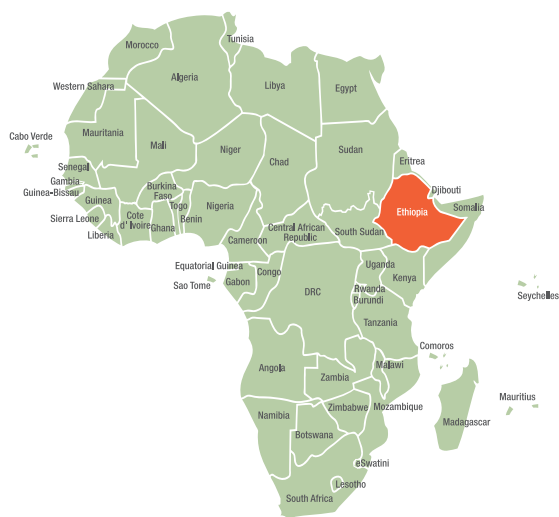 Tunisia
Morocco
Algeria
Libya
Egypt
Western Sahara
Mauritania
Cabo Verde
Mali
Niger
Chad
Sudan
Eritrea
Senegal
Gambia
Guinea-Bissau
Guinea
Burkina
Faso
Djibouti
Somalia
Sierra Leone
Liberia
Cote
d' Ivoire
Ghana
Togo
Benin
Nigeria
Ethiopia
Central African
Republic
South Sudan
Cameroon
Equatorial Guinea
Sao Tome
Gabon
Congo
DRC
Uganda
Kenya
Rwanda
Burundi
Seychelles
Tanzania
Comoros
Angola
Zambia
Malawi
Mozambique
Mauritius
Madagascar
Namibia
Zimbabwe
Botswana
eSwatini
Lesotho
South Africa